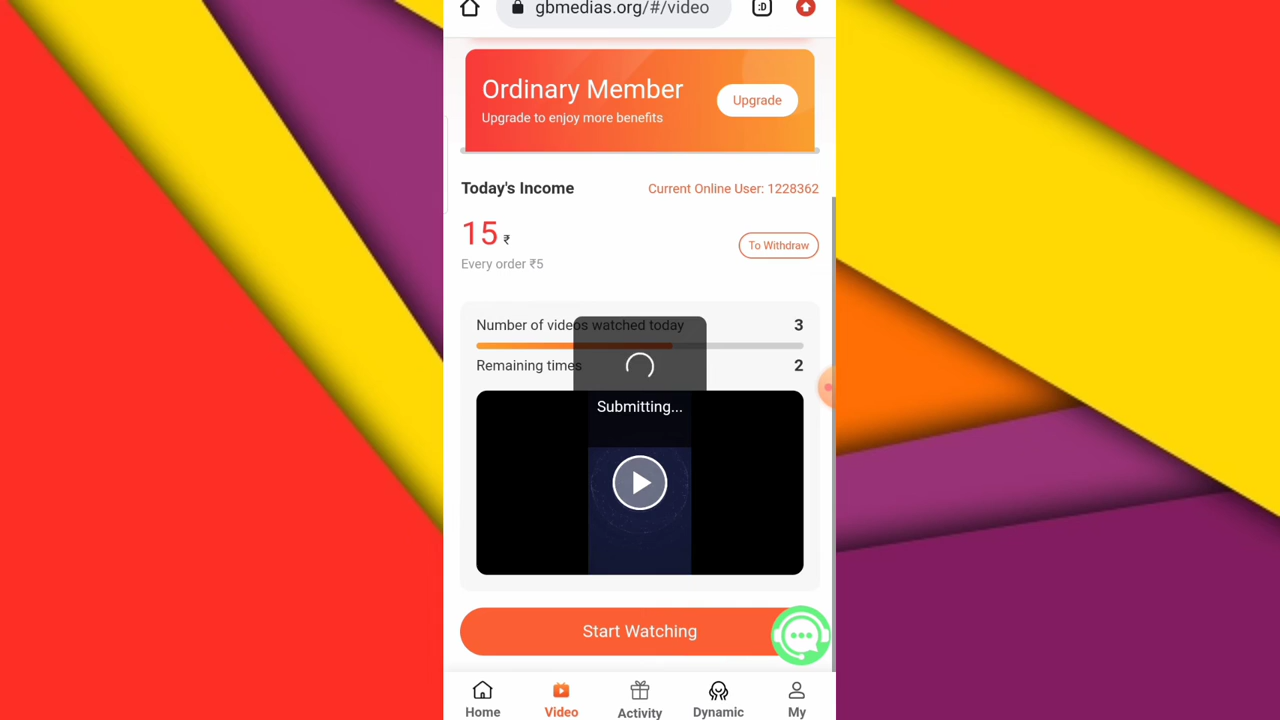 gbmedias.org/#/video
:D
Ordinary Member
Upgrade
Upgrade to enjoy more benefits
Today's Income
Current Online User: 1228362
15 ₹
To Withdraw
Every order ₹5
Number of videos watched today 3
Remaining times 2
Submitting...
Start Watching
Home Video Activity Dynamic My